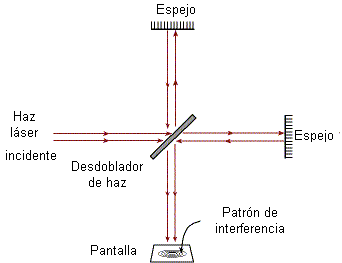 Espejo
Haz
láser
incidente
Espejo
Desdoblador
de haz
Patrón de
interferencia
Pantalla